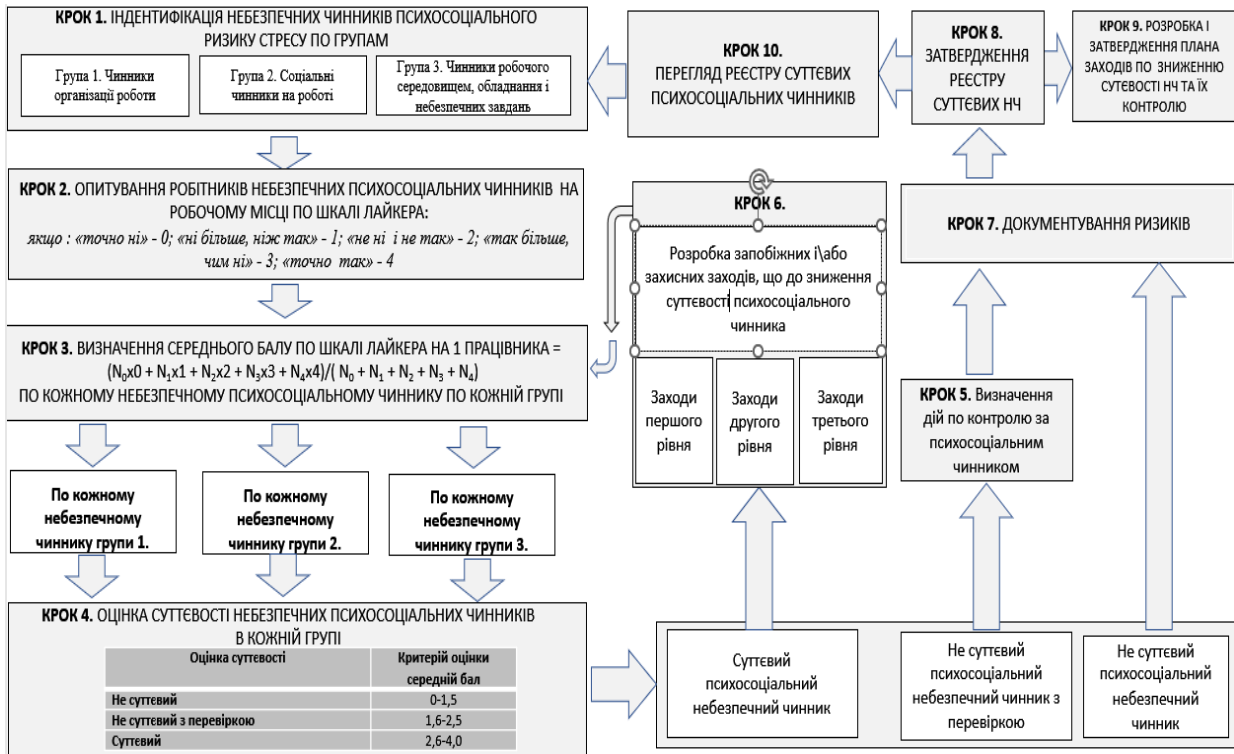 КРОК 1. ІНДЕНТИФІКАЦІЯ НЕБЕЗПЕЧНИХ ЧИННИКІВ ПСИХОСОЦІАЛЬНОГО
РИЗИКУ СТРЕСУ ПО ГРУПАМ
Група 1. Чинники
організації роботи
Група 2. Соціальні
чинники на роботі
Група 3. Чинники робочого
середовищем, обладнання і
небезпечних завдань
КРОК 10.
ПЕРЕГЛЯД РЕЄСТРУ СУТТЄВИХ
ПСИХОСОЦІАЛЬНИХ ЧИННИКІВ
КРОК 8.
ЗАТВЕРДЖЕННЯ
РЕЄСТРУ
СУТТЄВИХ НЧ
КРОК 9. РОЗРОБКА І
ЗАТВЕРДЖЕННЯ ПЛАНА
ЗАХОДІВ ПО ЗНИЖЕННЮ
СУТЄВОСТІ НЧ ТА ЇХ
КОНТРОЛЮ
КРОК 2. ОПИТУВАННЯ РОБІТНИКІВ НЕБЕЗПЕЧНИХ ПСИХОСОЦІАЛЬНИХ ЧИННИКІВ НА
РОБОЧОМУ МІСЦІ ПО ШКАЛІ ЛАЙКЕРА:
якщо : «точно ні» - 0; «ні більше, ніж так» - 1; «не ні і не так» - 2; «так більше,
чим ні» - 3; «точно так» - 4
КРОК 6.
Розробка запобіжних і\або
захисних заходів, що до зниження
суттєвості психосоціального
чинника
Заходи
першого
рівня
Заходи
другого
рівня
Заходи
третього
рівня
КРОК 7. ДОКУМЕНТУВАННЯ РИЗИКІВ
КРОК 3. ВИЗНАЧЕННЯ СЕРЕДНЬОГО БАЛУ ПО ШКАЛІ ЛАЙКЕРА НА 1 ПРАЦІВНИКА =
(N₀x0 + N₁x1 + N₂x2 + N₃x3 + N₄x4)/( N₀ + N₁ + N₂ + N₃ + N₄)
ПО КОЖНОМУ НЕБЕЗПЕЧНОМУ ПСИХОСОЦІАЛЬНОМУ ЧИННИКУ ПО КОЖНІЙ ГРУПІ
КРОК 5. Визначення
дій по контролю за
психосоціальним
чинником
По кожному
небезпечному
чиннику групи 1.
По кожному
небезпечному
чиннику групи 2.
По кожному
небезпечному
чиннику групи 3.
КРОК 4. ОЦІНКА СУТТЄВОСТІ НЕБЕЗПЕЧНИХ ПСИХОСОЦІАЛЬНИХ ЧИННИКІВ
В КОЖНІЙ ГРУПІ
Оцінка суттєвості Критерій оцінки
середній бал
Не суттєвий 0-1,5
Не суттєвий з перевіркою 1,6-2,5
Суттєвий 2,6-4,0
Суттєвий
психосоціальний
небезпечний чинник
Не суттєвий
психосоціальний
небезпечний чинник з
перевіркою
Не суттєвий
психосоціальний
небезпечний
чинник